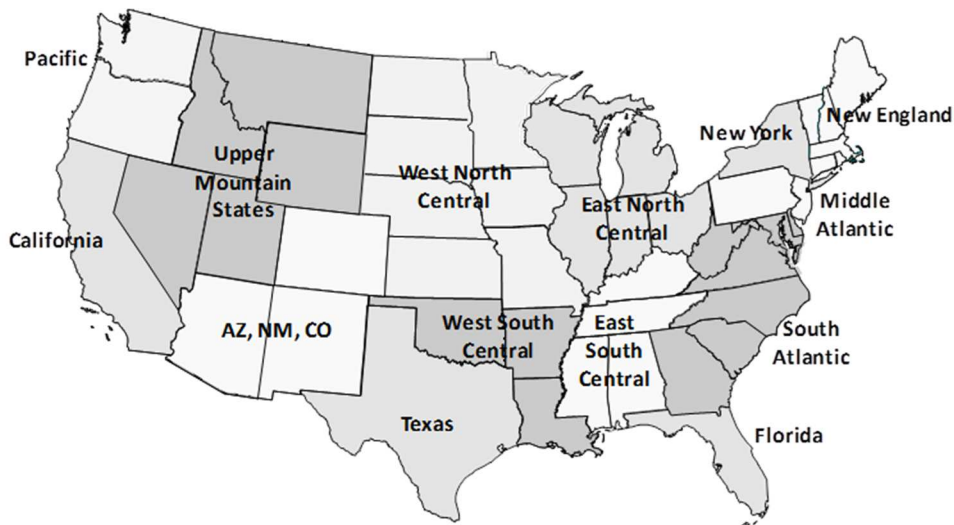 Pacific
New York
New England
Upper
Mountain
States
West North
Central
East North
Central
Middle
Atlantic
California
AZ, NM, CO
West South
Central
East
South
Central
South
Atlantic
Texas
Florida